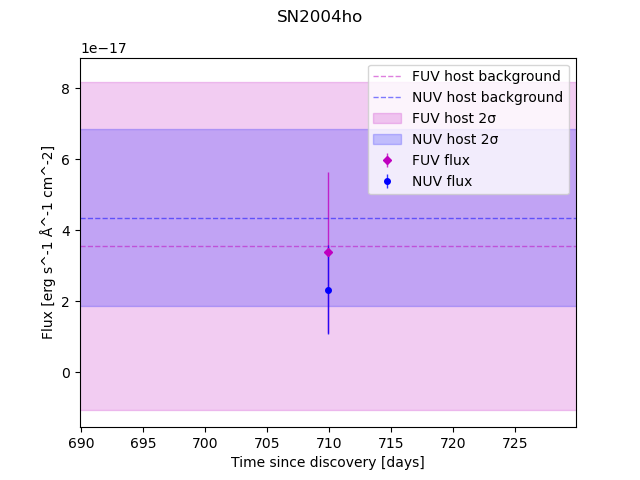 SN2004ho
1e−17
FUV host background
NUV host background
FUV host 2σ
NUV host 2σ
FUV flux
NUV flux
8
6
4
2
0
Flux [erg s^-1 Å^-1 cm^-2]
690 695 700 705 710 715 720 725
Time since discovery [days]